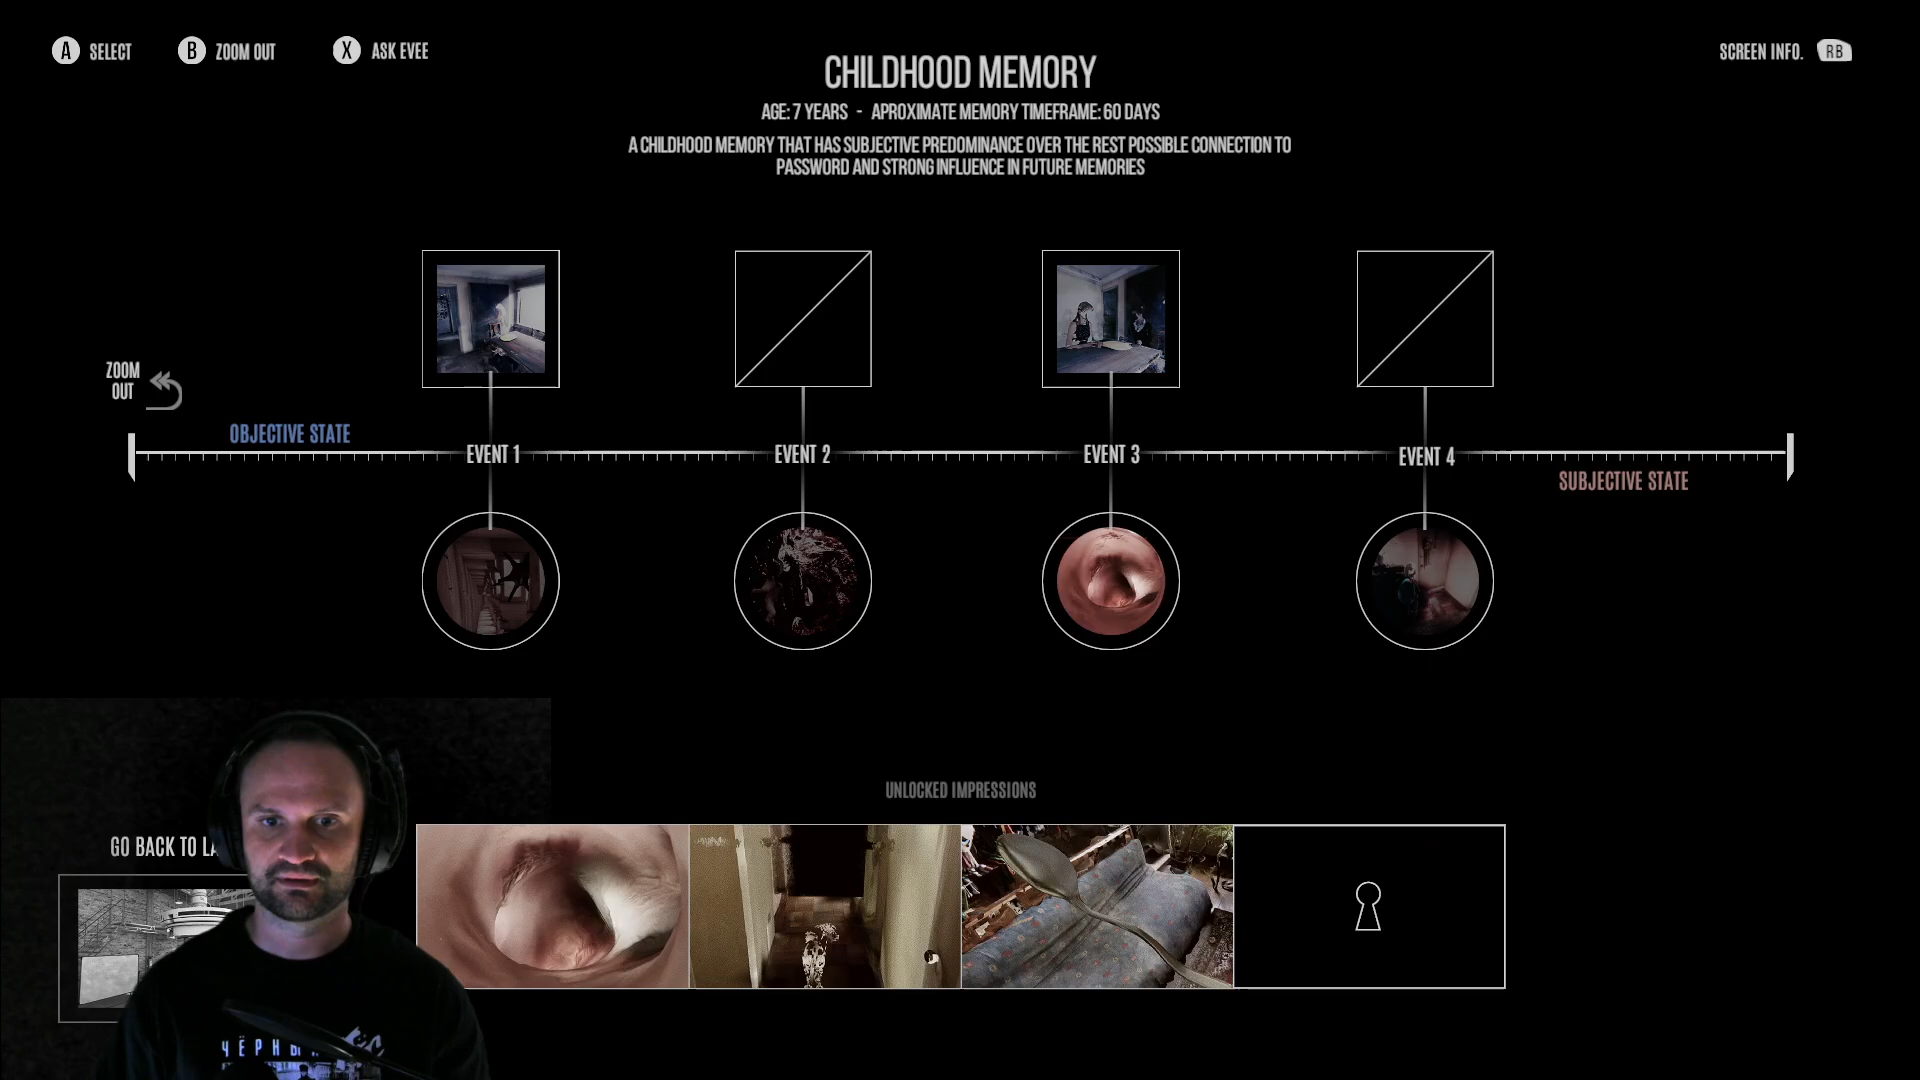 A SELECT
B ZOOM OUT
X ASK EVEE
SCREEN INFO. RB
CHILDHOOD MEMORY
AGE: 7 YEARS - APROXIMATE MEMORY TIMEFRAME: 60 DAYS
A CHILDHOOD MEMORY THAT HAS SUBJECTIVE PREDOMINANCE OVER THE REST POSSIBLE CONNECTION TO
PASSWORD AND STRONG INFLUENCE IN FUTURE MEMORIES
ZOOM
OUT
OBJECTIVE STATE
EVENT 1
EVENT 2
EVENT 3
EVENT 4
SUBJECTIVE STATE
UNLOCKED IMPRESSIONS
GO BACK TO LA